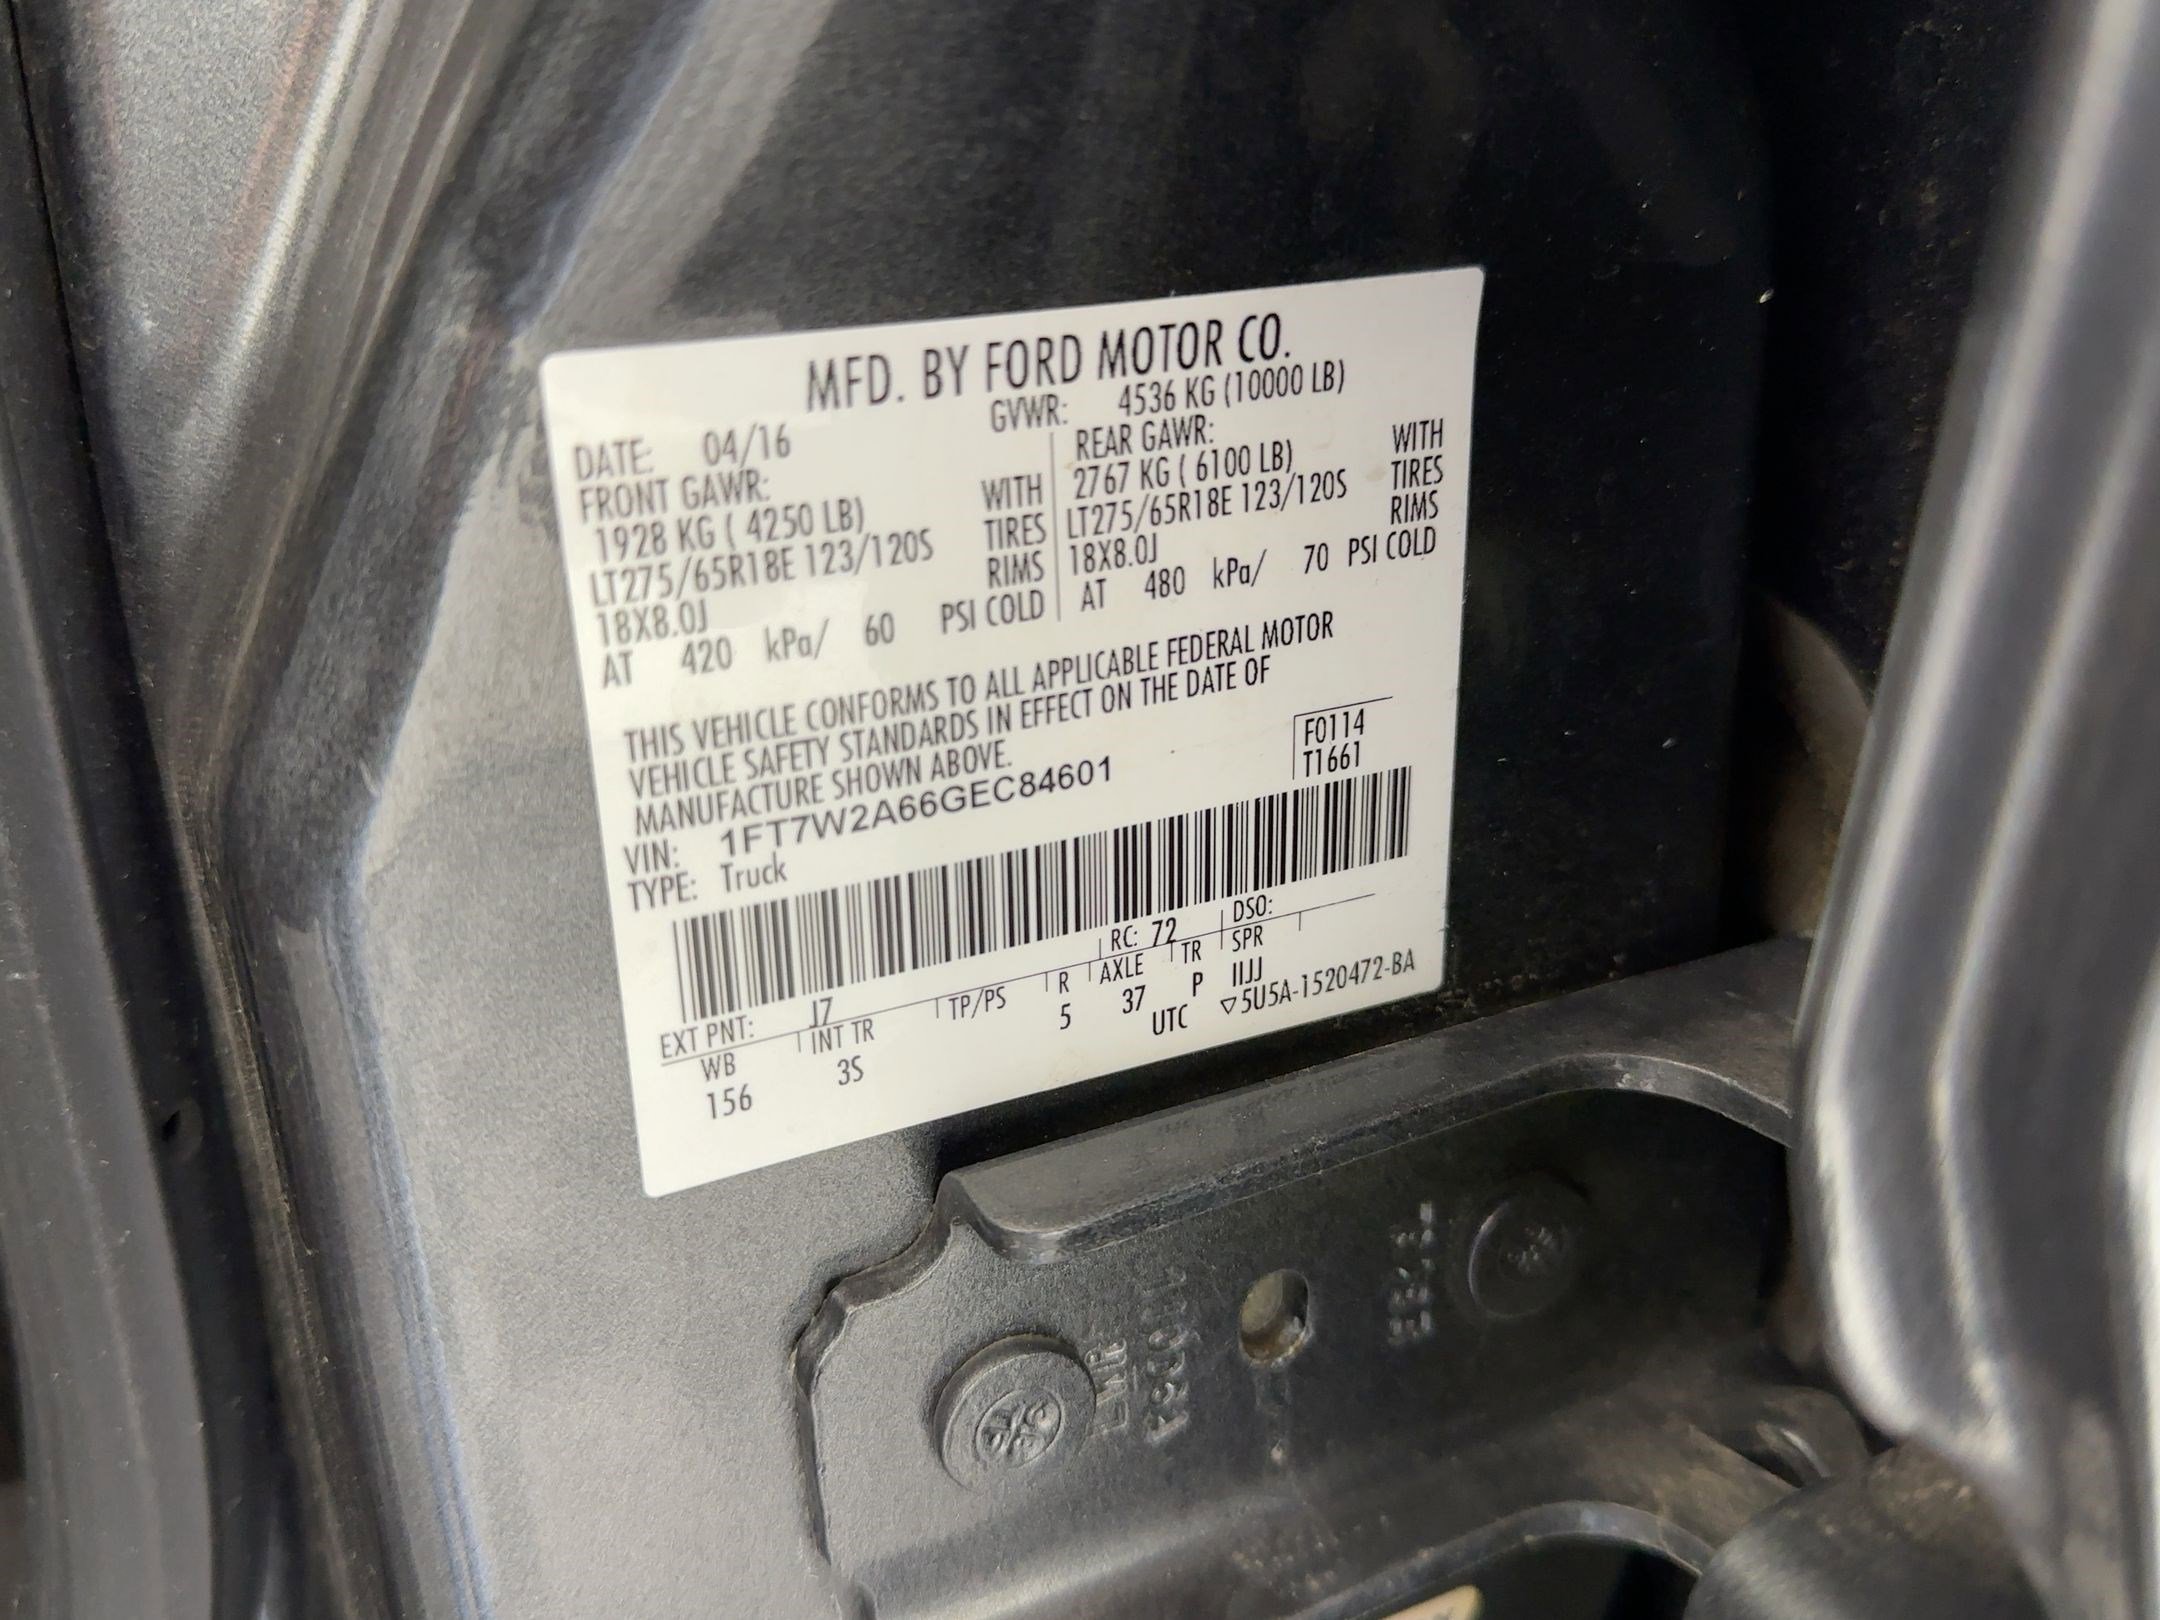 MFD. BY FORD MOTOR CO.
DATE: 04/16 GVWR: 4536 KG (10000 LB)
FRONT GAWR: REAR GAWR:
1928 KG ( 4250 LB) WITH 2767 KG ( 6100 LB) WITH
LT275/65R18E 123/120S TIRES LT275/65R18E 123/120S TIRES
18X8.0J RIMS 18X8.0J RIMS
AT 420 kPa/ 60 PSI COLD AT 480 kPa/ 70 PSI COLD
THIS VEHICLE CONFORMS TO ALL APPLICABLE FEDERAL MOTOR
VEHICLE SAFETY STANDARDS IN EFFECT ON THE DATE OF
MANUFACTURE SHOWN ABOVE.
F0114
T1661
VIN: 1FT7W2A66GEC84601
TYPE: Truck
EXT PNT: J7 RC: 72 DSO:
WB INT TR TP/PS R AXLE TR SPR
156 3S 5 37 P IIJJ
UTC ▽5U5A-1520472-BA